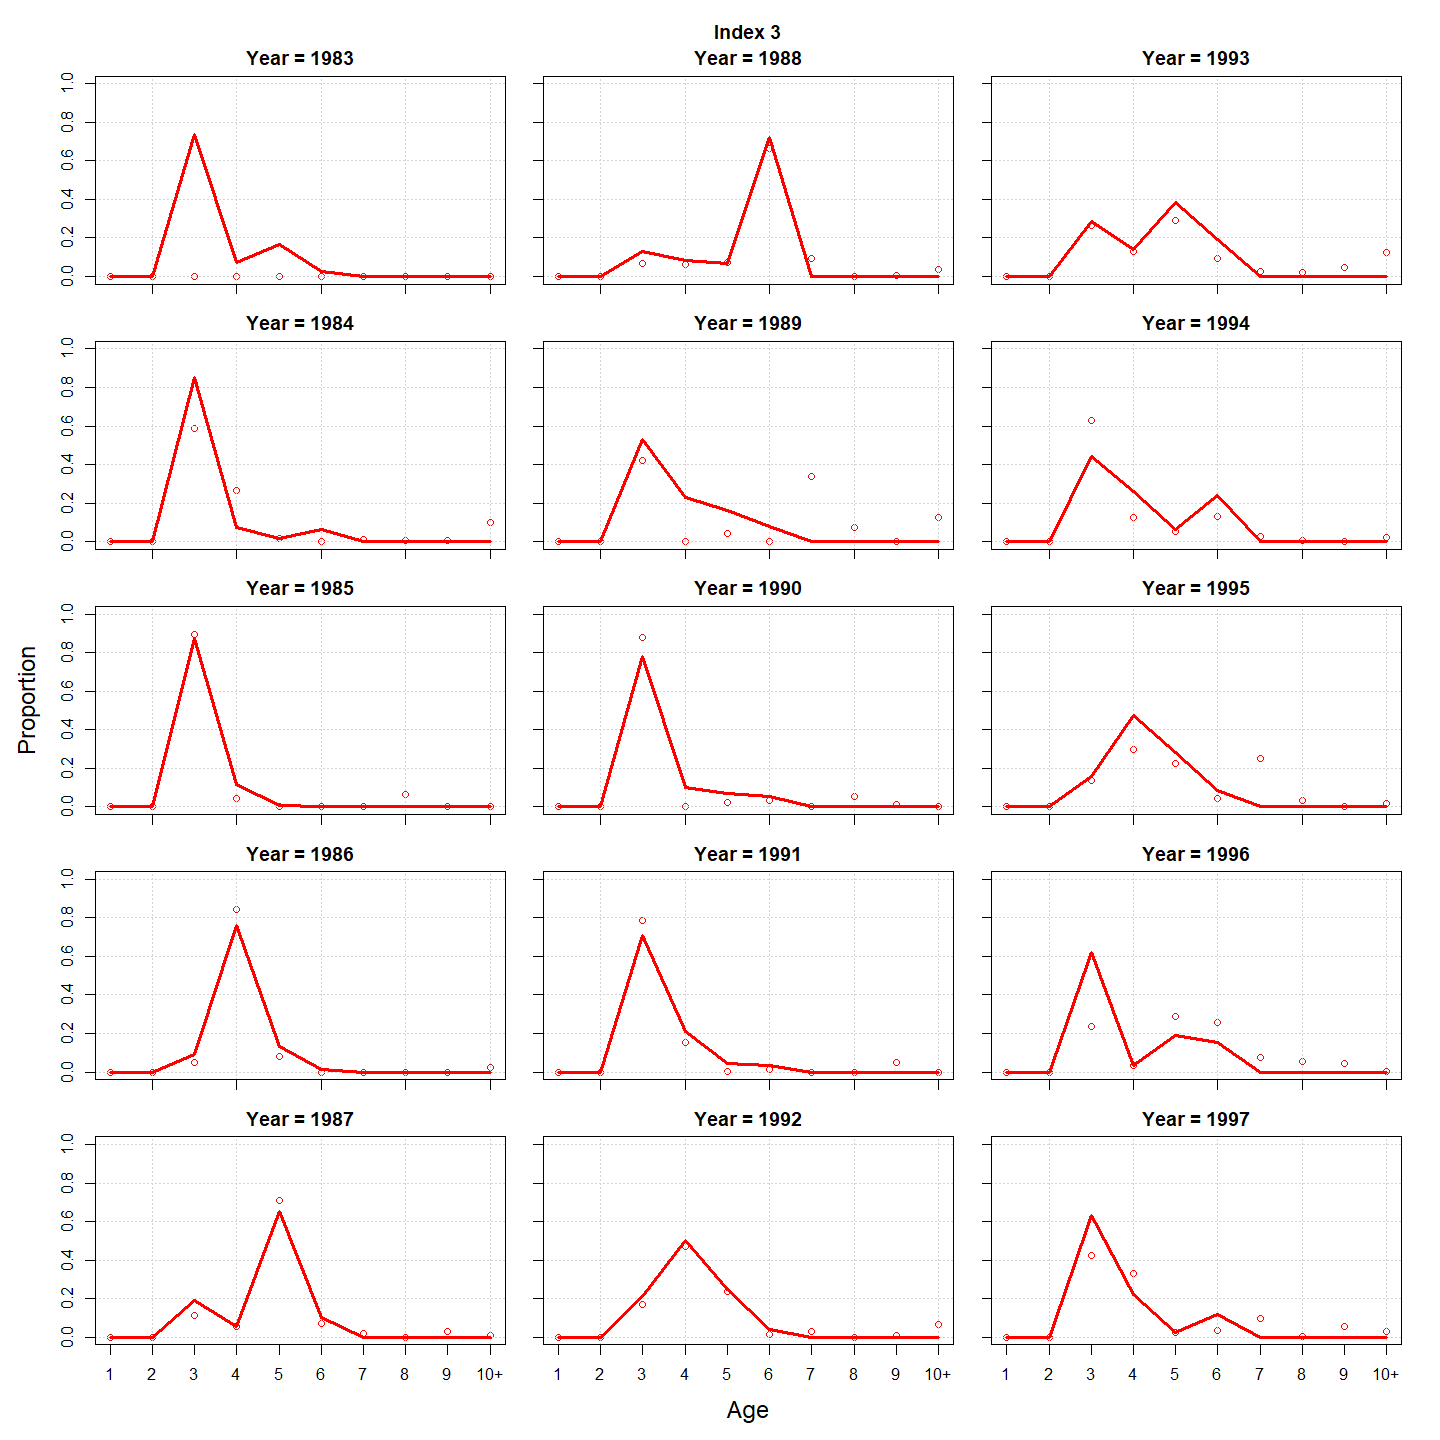 Index 3
Year = 1983
Year = 1988
Year = 1993
0.0 0.2 0.4 0.6 0.8 1.0
Year = 1984
Year = 1989
Year = 1994
0.0 0.2 0.4 0.6 0.8 1.0
Year = 1985
Year = 1990
Year = 1995
0.0 0.2 0.4 0.6 0.8 1.0
Proportion
Year = 1986
Year = 1991
Year = 1996
0.0 0.2 0.4 0.6 0.8 1.0
Year = 1987
Year = 1992
Year = 1997
0.0 0.2 0.4 0.6 0.8 1.0
1 2 3 4 5 6 7 8 9 10+
1 2 3 4 5 6 7 8 9 10+
1 2 3 4 5 6 7 8 9 10+
Age